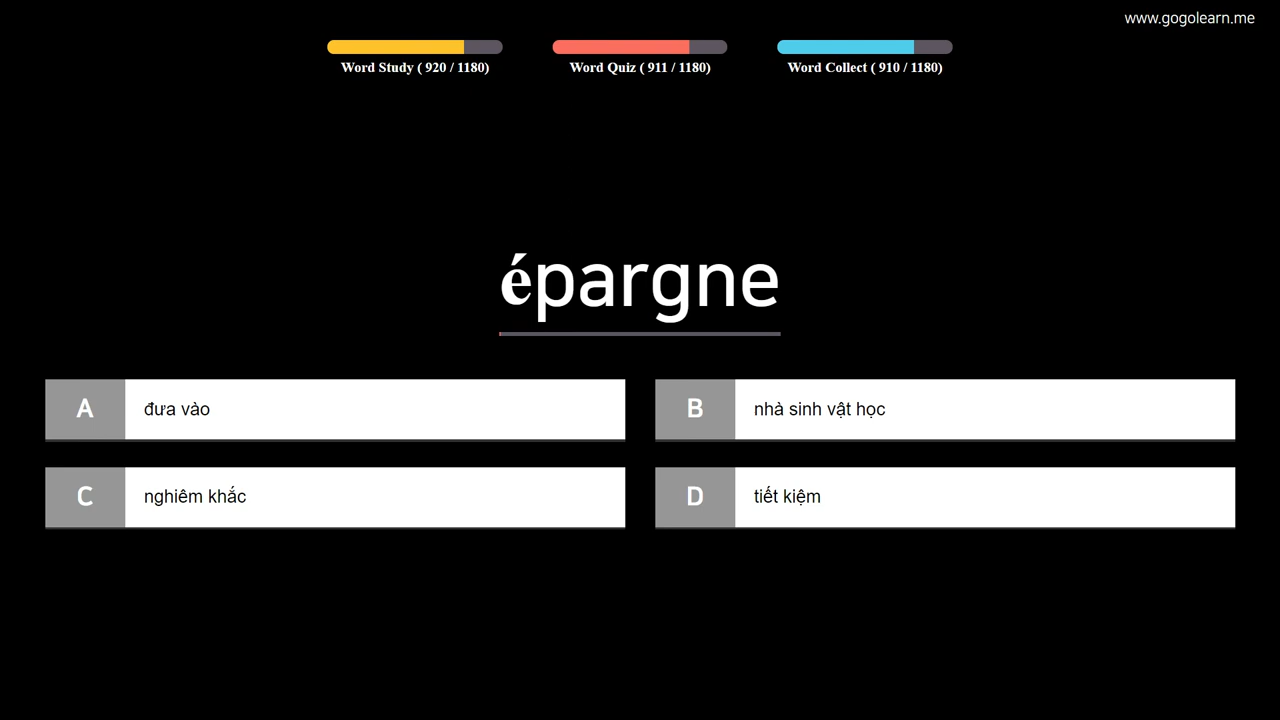 www.gogolearn.me
Word Study ( 920 / 1180)
Word Quiz ( 911 / 1180)
Word Collect ( 910 / 1180)
épargne
A đưa vào
B nhà sinh vật học
C nghiêm khắc
D tiết kiệm